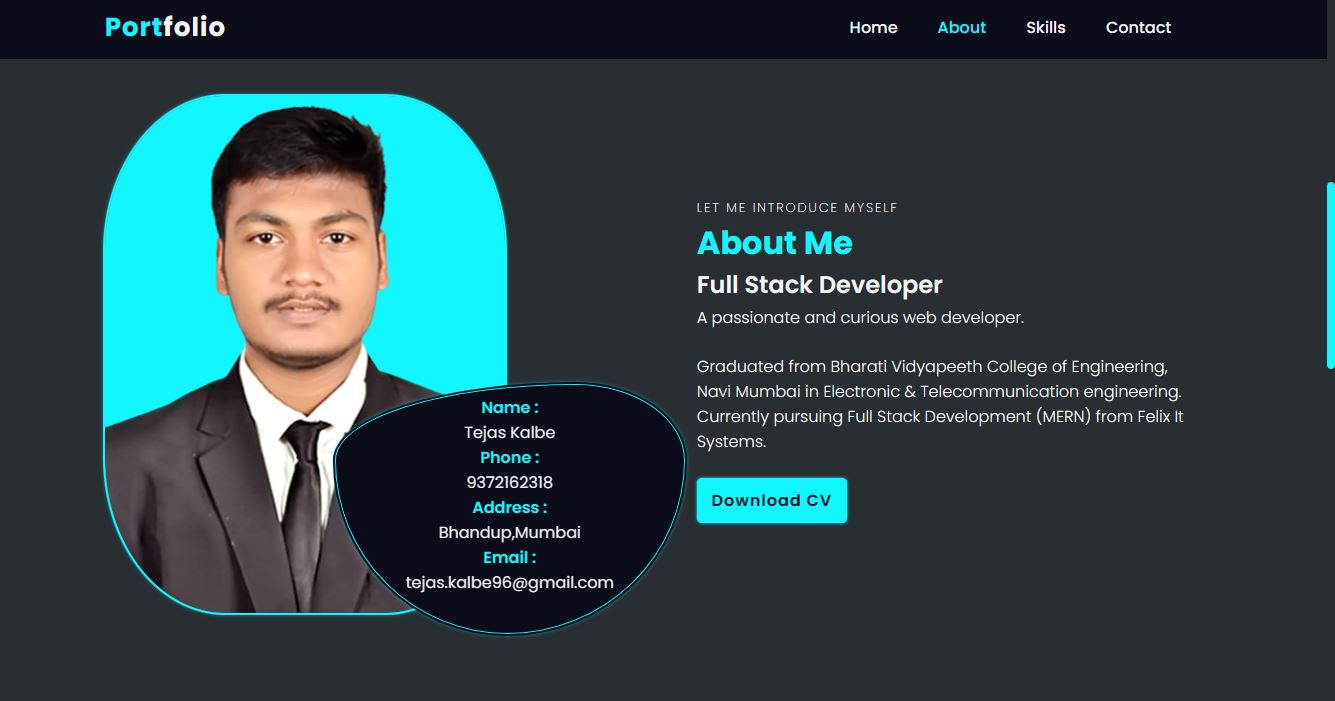 Portfolio
Home
About
Skills
Contact
LET ME INTRODUCE MYSELF
About Me
Full Stack Developer
A passionate and curious web developer.
Graduated from Bharati Vidyapeeth College of Engineering,
Navi Mumbai in Electronic & Telecommunication engineering.
Currently pursuing Full Stack Development (MERN) from Felix It
Systems.
Download CV
Name :
Tejas Kalbe
Phone :
9372162318
Address :
Bhandup,Mumbai
Email :
tejas.kalbe96@gmail.com